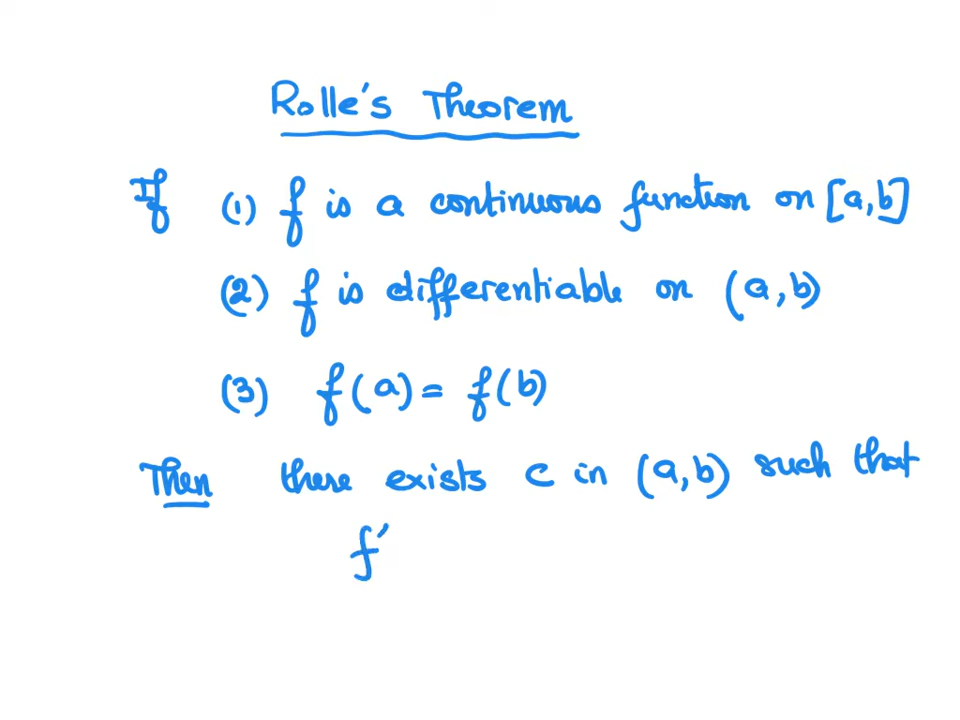 Rolle's Theorem
If (1) f is a continuous function on [a,b]
(2) f is differentiable on (a,b)
(3) f(a) = f(b)
Then there exists c in (a,b) such that
f'